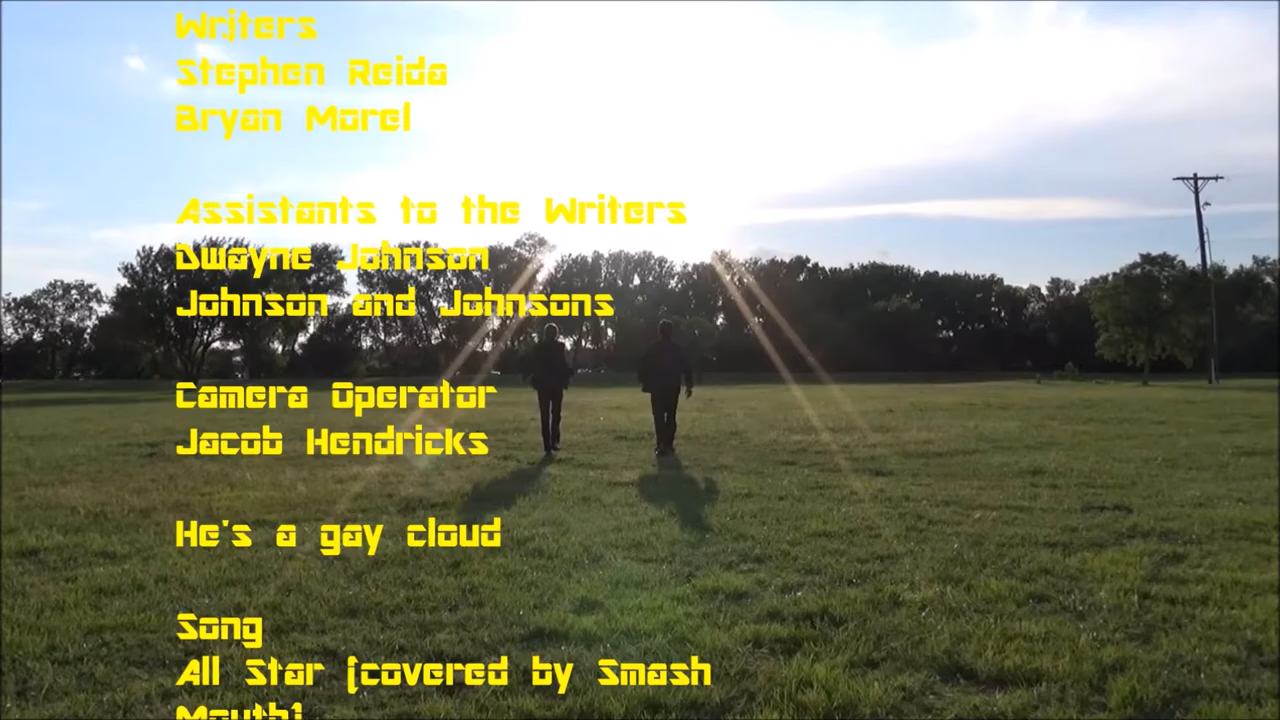 Writers
Stephen Reida
Bryan Morel
Assistants to the Writers
Dwayne Johnson
Johnson and Johnsons
Camera Operator
Jacob Hendricks
He's a gay cloud
Song
All Star (covered by Smash
Mouth)